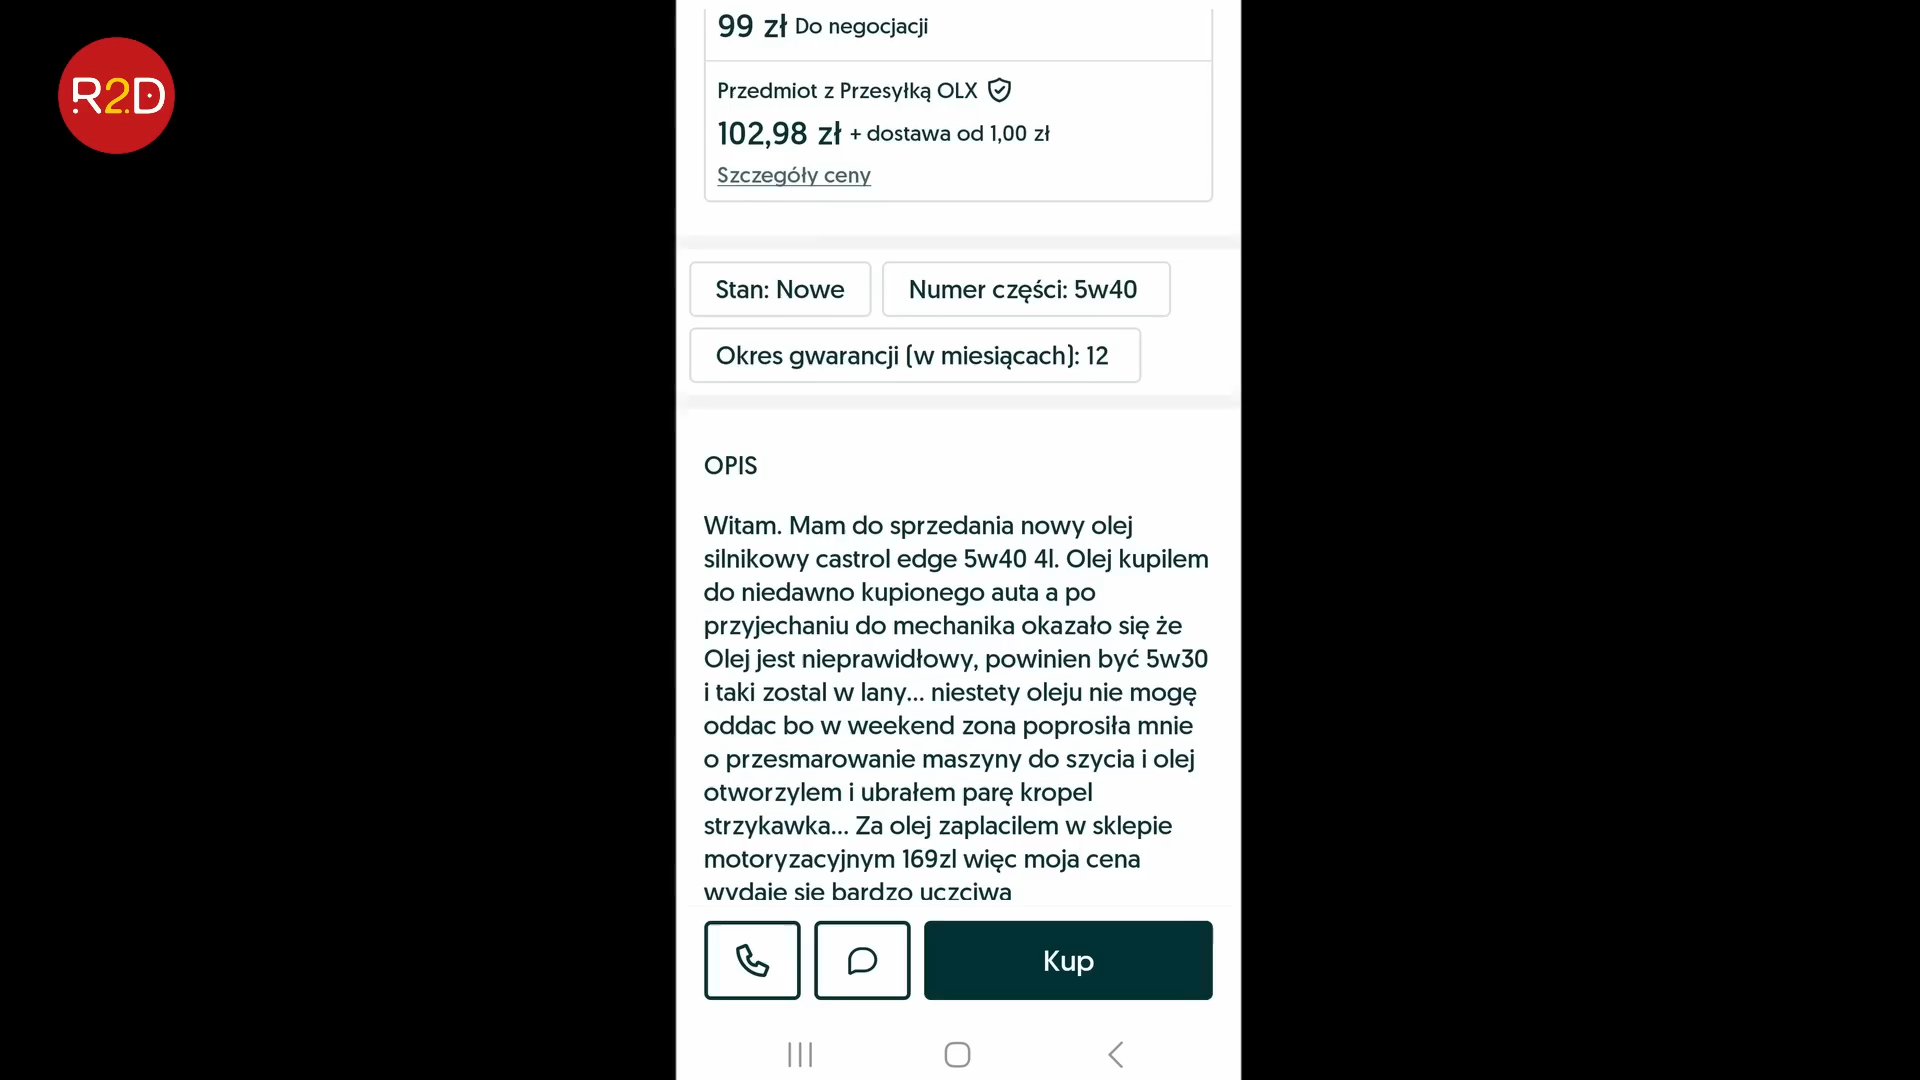 R2D
99 zł Do negocjacji
Przedmiot z Przesyłką OLX
102,98 zł + dostawa od 1,00 zł
Szczegóły ceny
Stan: Nowe
Numer części: 5w40
Okres gwarancji (w miesiącach): 12
OPIS
Witam. Mam do sprzedania nowy olej
silnikowy castrol edge 5w40 4l. Olej kupilem
do niedawno kupionego auta a po
przyjechaniu do mechanika okazało się że
Olej jest nieprawidłowy, powinien być 5w30
i taki zostal w lany... niestety oleju nie mogę
oddac bo w weekend zona poprosiła mnie
o przesmarowanie maszyny do szycia i olej
otworzylem i ubrałem parę kropel
strzykawka... Za olej zaplacilem w sklepie
motoryzacyjnym 169zl więc moja cena
wydaje sie bardzo uczciwa
Kup